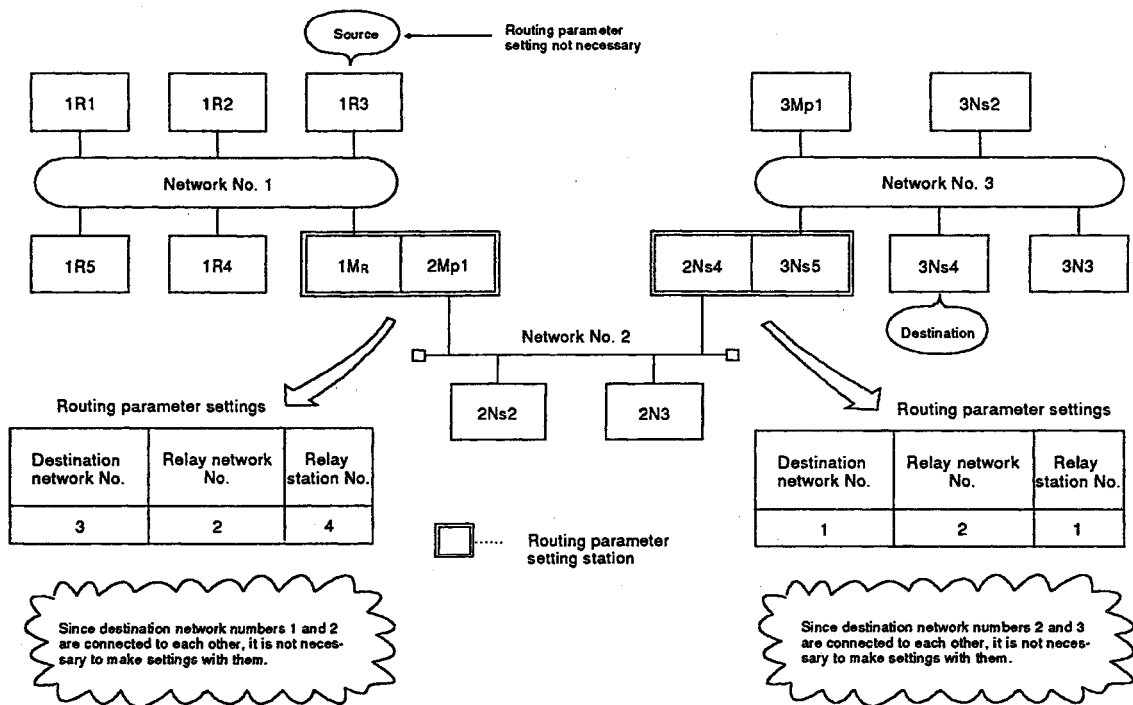 Source
Routing parameter
setting not necessary
1R1
1R2
1R3
3Mp1
3Ns2
Network No. 1
Network No. 3
1R5
1R4
1MR
2Mp1
2Ns4
3Ns5
3Ns4
3N3
Destination
Network No. 2
2Ns2
2N3
Routing parameter settings
Destination
network No.
Relay network
No.
Relay
station No.
3
2
4
Routing parameter
setting station
Routing parameter settings
Destination
network No.
Relay network
No.
Relay
station No.
1
2
1
Since destination network numbers 1 and 2
are connected to each other, it is not neces-
sary to make settings with them.
Since destination network numbers 2 and 3
are connected to each other, it is not neces-
sary to make settings with them.